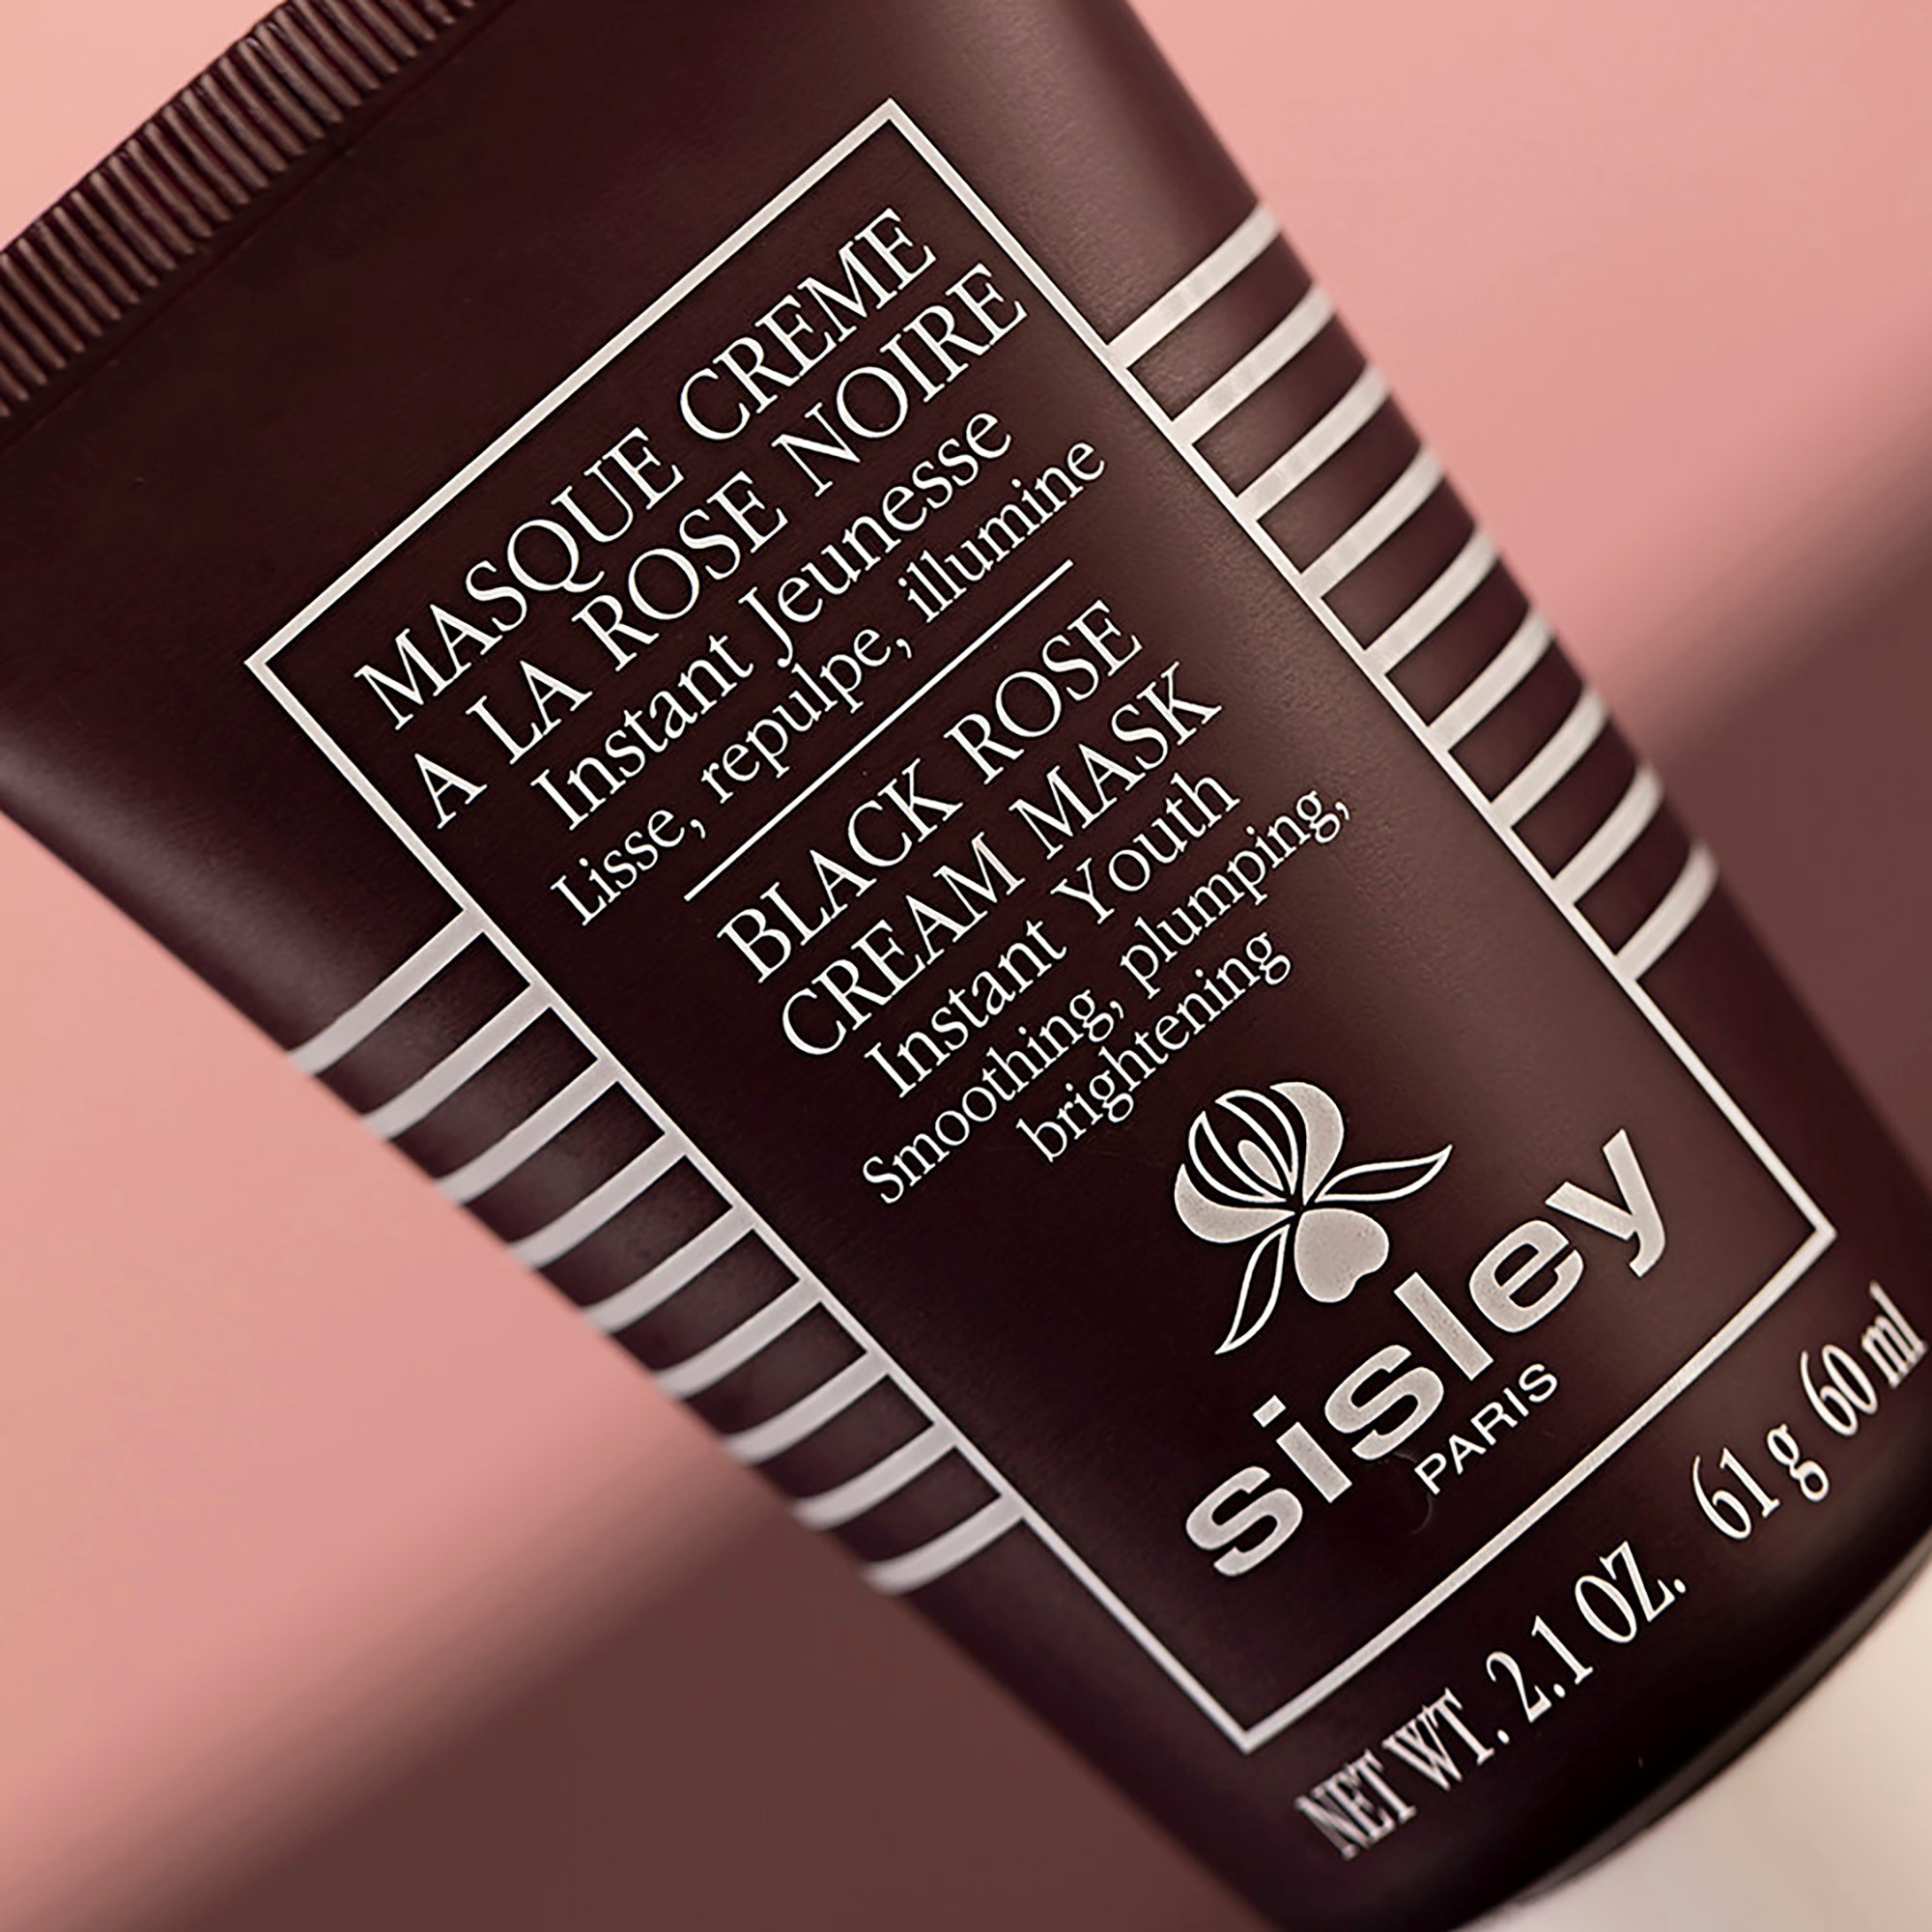 MASQUE CREME
A LA ROSE NOIRE
Instant Jeunesse
Lisse, repulpe, illumine
BLACK ROSE
CREAM MASK
Instant Youth
Smoothing, plumping,
brightening
sisley
PARIS
NET WT. 2.1 OZ. 61 g 60 ml